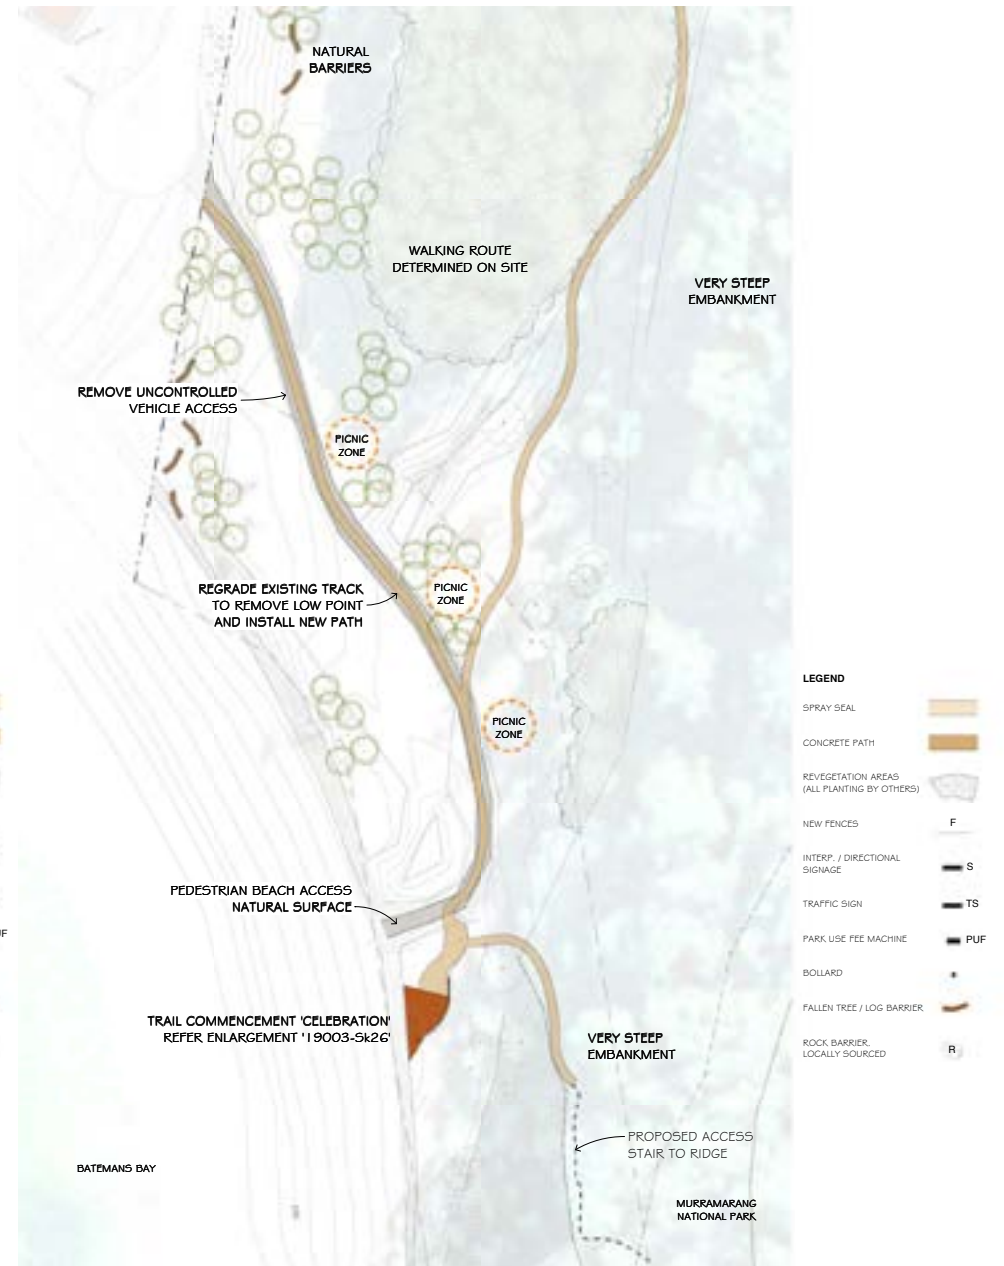 NATURAL
BARRIERS
WALKING ROUTE
DETERMINED ON SITE
VERY STEEP
EMBANKMENT
REMOVE UNCONTROLLED
VEHICLE ACCESS
PICNIC
ZONE
REGRADE EXISTING TRACK
TO REMOVE LOW POINT
AND INSTALL NEW PATH
PICNIC
ZONE
PICNIC
ZONE
PEDESTRIAN BEACH ACCESS
NATURAL SURFACE
TRAIL COMMENCEMENT 'CELEBRATION'
REFER ENLARGEMENT '19003-Sk26'
VERY STEEP
EMBANKMENT
PROPOSED ACCESS
STAIR TO RIDGE
BATEMANS BAY
MURRAMARANG
NATIONAL PARK
LEGEND
SPRAY SEAL
CONCRETE PATH
REVEGETATION AREAS
(ALL PLANTING BY OTHERS)
NEW FENCES F
INTERP. / DIRECTIONAL
SIGNAGE S
TRAFFIC SIGN TS
PARK USE FEE MACHINE PUF
BOLLARD
FALLEN TREE / LOG BARRIER
ROCK BARRIER,
LOCALLY SOURCED R